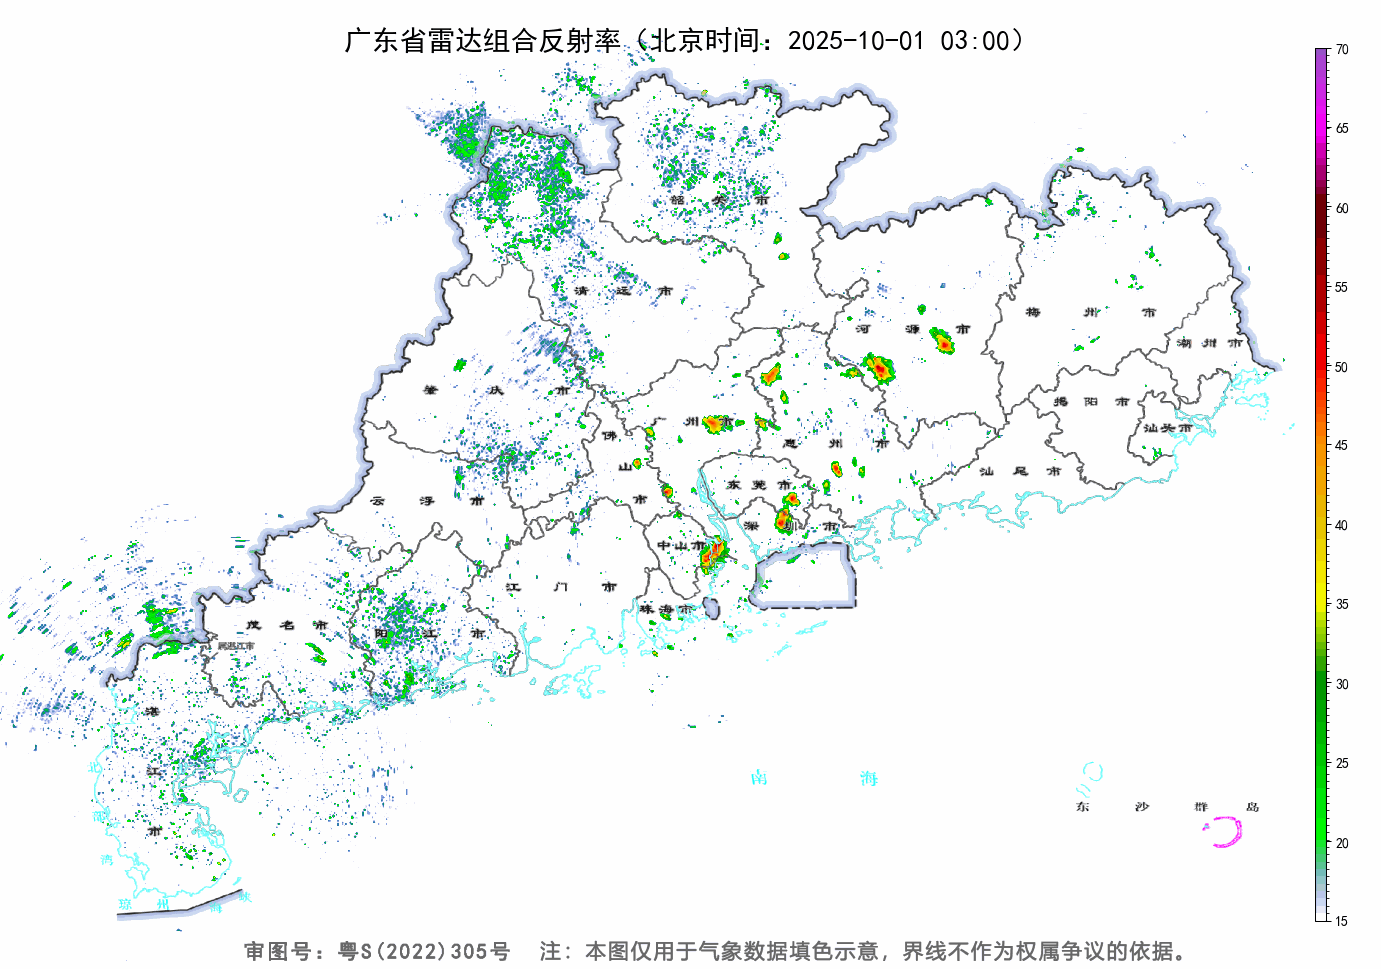 广东省雷达组合反射率（北京时间：2025-10-01 03:00）
70
65
60
55
50
45
40
35
30
25
20
15
韶关市
清远市
河源市
梅州市
潮州市
肇庆市
广州市
佛山市
惠州市
揭阳市
汕头市
汕尾市
云浮市
东莞市
深圳市
中山市
江门市
珠海市
茂名市
阳江市
属湛江市
湛江市
南海
北部湾
琼州海峡
东沙群岛
审图号：粤S(2022)305号 注：本图仅用于气象数据填色示意，界线不作为权属争议的依据。